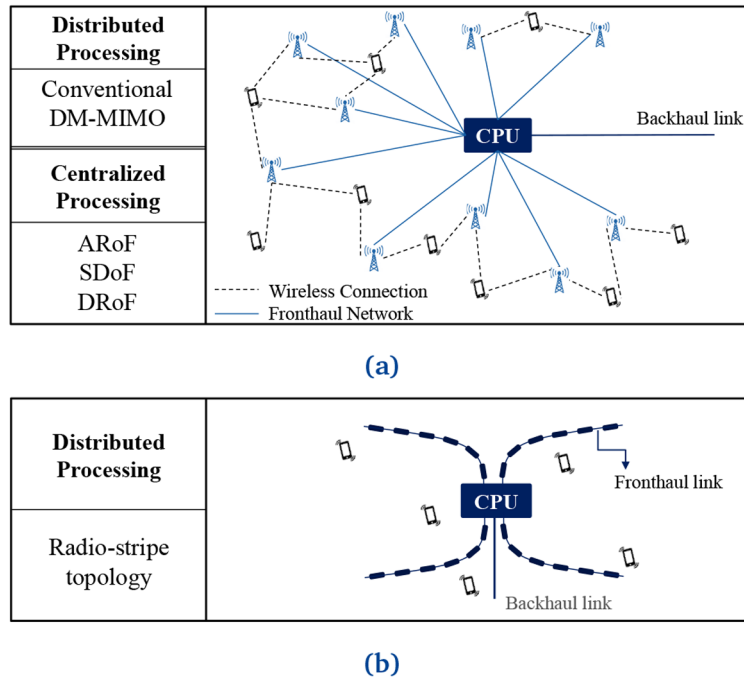 Distributed
Processing
Conventional
DM-MIMO
Centralized
Processing
ARoF
SDoF
DRoF
CPU
Backhaul link
Wireless Connection
Fronthaul Network
(a)
Distributed
Processing
Radio-stripe
topology
CPU
Fronthaul link
Backhaul link
(b)